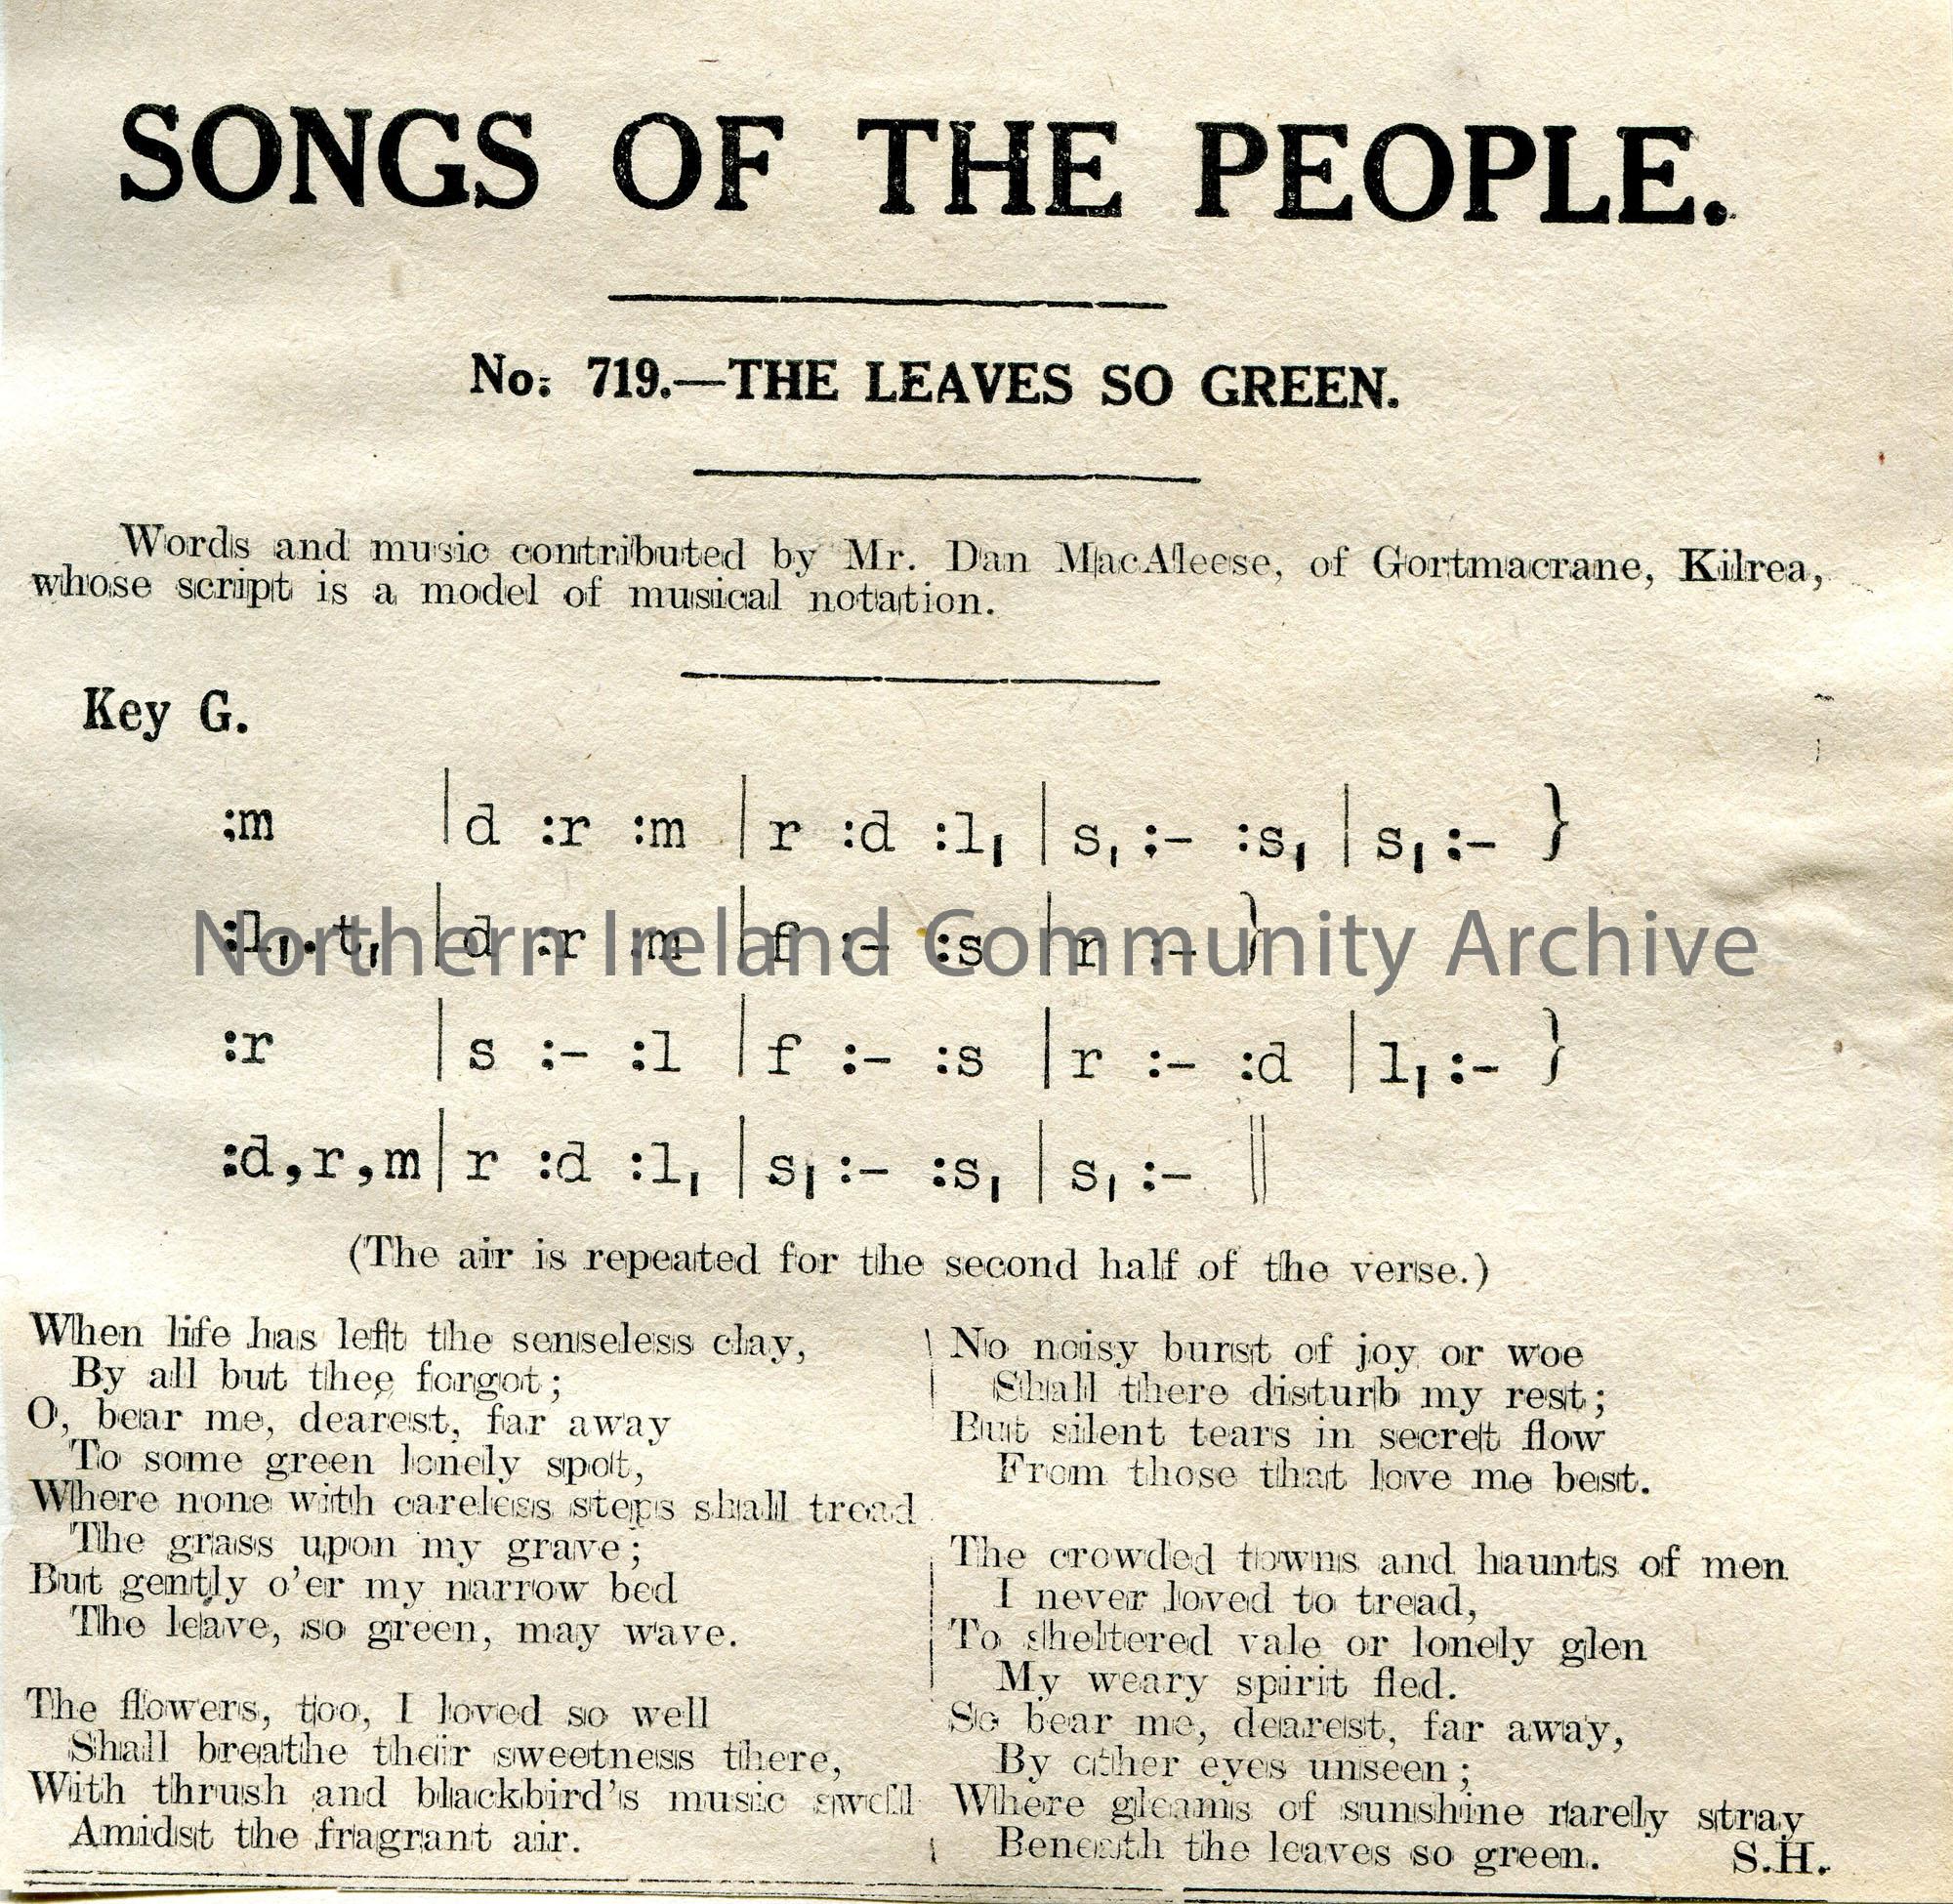 SONGS OF THE PEOPLE.
No. 719.—THE LEAVES SO GREEN.
Words and music contributed by Mr. Dan MacAleese, of Gortmacrane, Kilrea,
whose script is a model of musical notation.
Key G.
:m |d :r :m |r :d :l, |s, :– :s, |s, :– }
:l,.t, |d :r :m |f :– :s |r :– }
:r |s :– :l |f :– :s |r :– :d |l, :– }
:d,r,m|r :d :l, |s, :– :s, |s, :– ||
Northern Ireland Community Archive
(The air is repeated for the second half of the verse.)
When life has left the senseless clay,
By all but thee forgot;
O, bear me, dearest, far away
To some green lonely spot,
Where none with careless steps shall tread
The grass upon my grave;
But gently o'er my narrow bed
The leave, so green, may wave.
The flowers, too, I loved so well
Shall breathe their sweetness there,
With thrush and blackbird's music swell
Amidst the fragrant air.
No noisy burst of joy or woe
Shall there disturb my rest;
But silent tears in secret flow
From those that love me best.
The crowded towns and haunts of men
I never loved to tread,
To sheltered vale or lonely glen
My weary spirit fled.
So bear me, dearest, far away,
By other eyes unseen;
Where gleams of sunshine rarely stray
Beneath the leaves so green.
S.H.